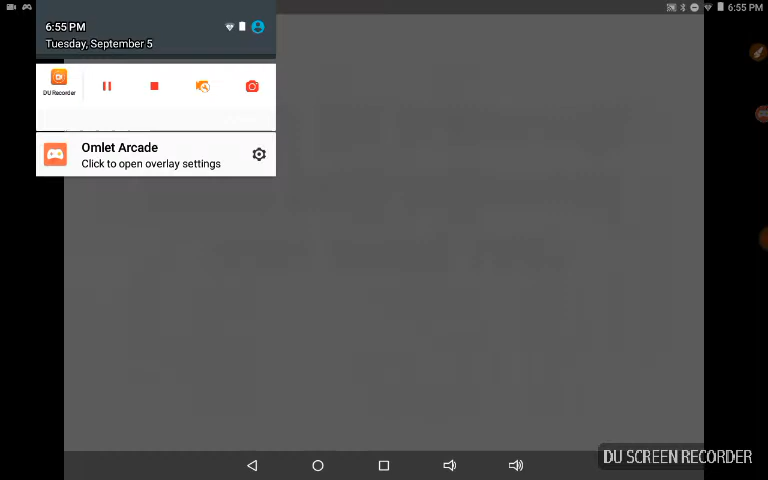 6:55 PM
6:55 PM
Tuesday, September 5
DU Recorder
Omlet Arcade
Click to open overlay settings
DU SCREEN RECORDER